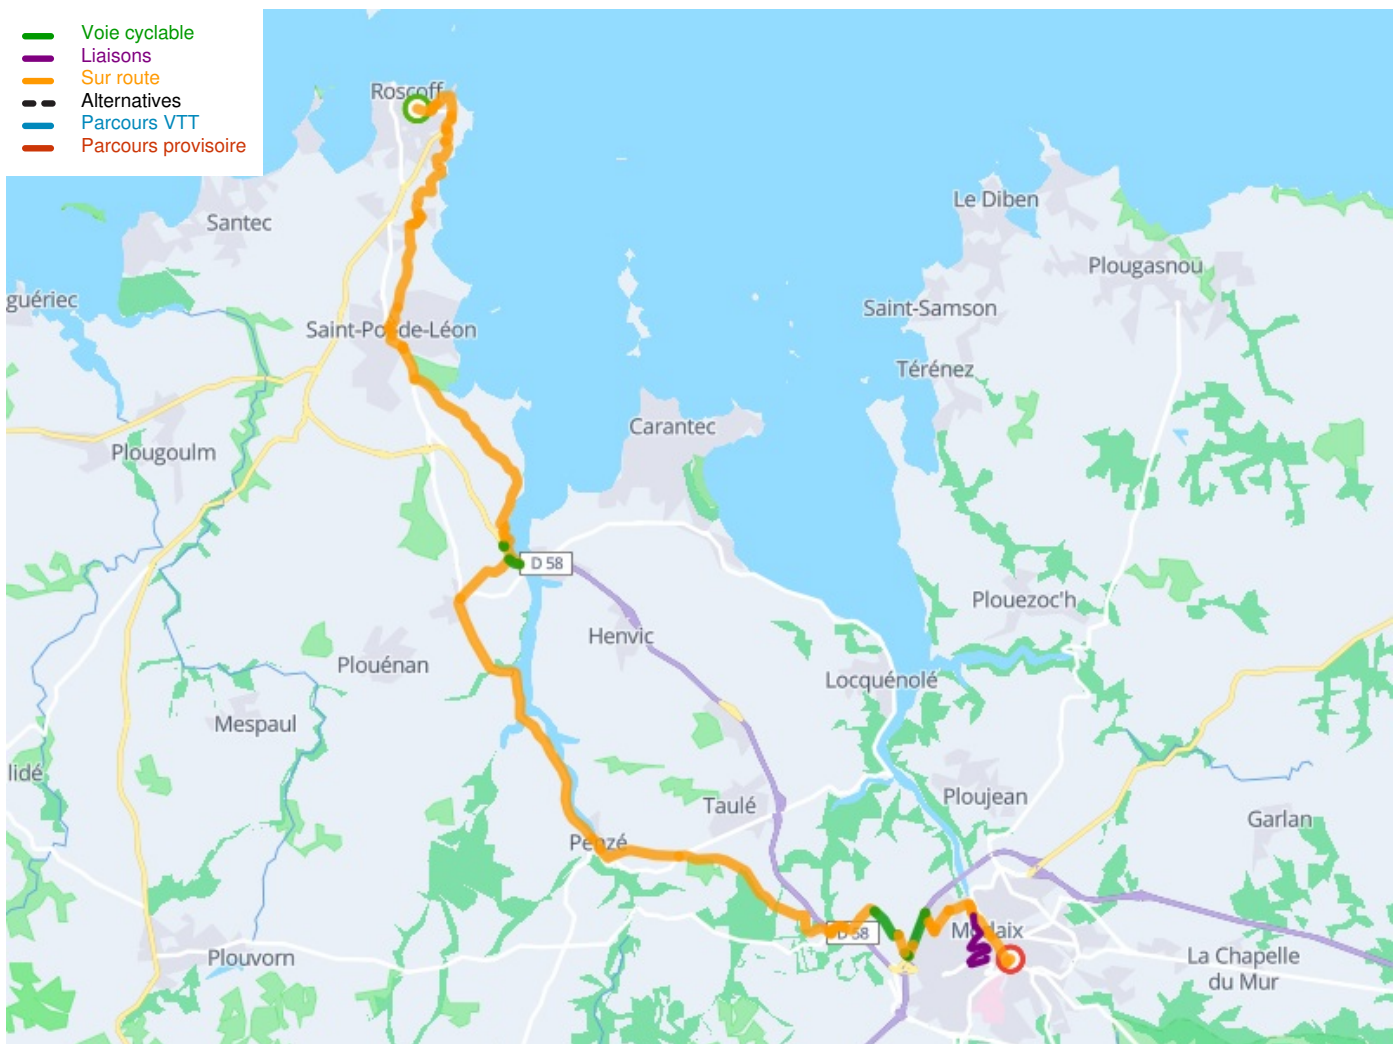 Voie cyclable
Liaisons
Sur route
Alternatives
Parcours VTT
Parcours provisoire
Roscoff
Le Diben
Santec
Plougasnou
guériec
Saint-Samson
Saint-Pol-de-Léon
Térénez
Carantec
Plougoulm
D 58
Plouezoc'h
Henvic
Plouénan
Locquénolé
Mespaul
lidé
Ploujean
Taulé
Garlan
Penzé
D 58
Morlaix
Plouvorn
La Chapelle
du Mur